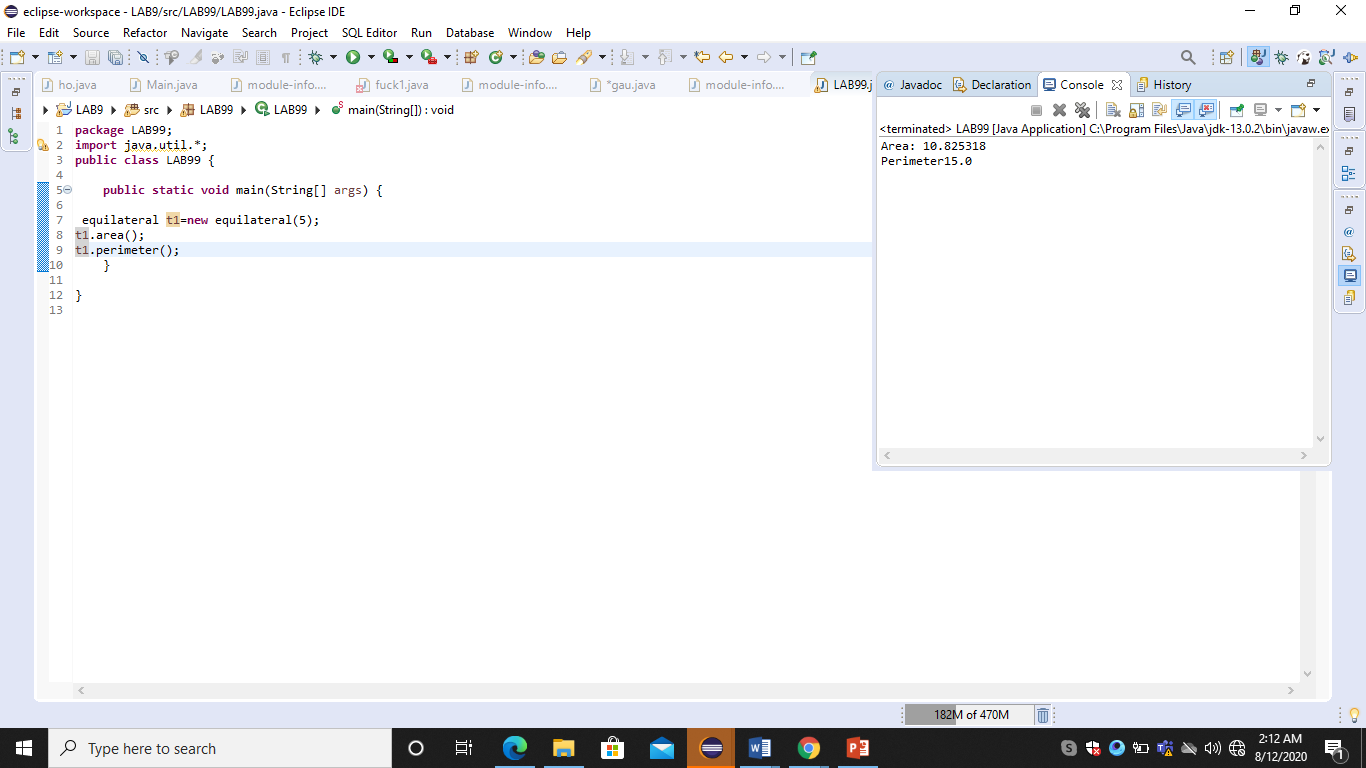 eclipse-workspace - LAB9/src/LAB99/LAB99.java - Eclipse IDE
File Edit Source Refactor Navigate Search Project SQL Editor Run Database Window Help
ho.java Main.java module-info.... fuck1.java module-info.... *gau.java module-info.... LAB99.j
@ Javadoc Declaration Console History
LAB9 src LAB99 LAB99 main(String[]) : void
<terminated> LAB99 [Java Application] C:\Program Files\Java\jdk-13.0.2\bin\javaw.ex
Area: 10.825318
Perimeter15.0
1 package LAB99;
2 import java.util.*;
3 public class LAB99 {
4
5 public static void main(String[] args) {
6
7 equilateral t1=new equilateral(5);
8 t1.area();
9 t1.perimeter();
10 }
11
12 }
13
182M of 470M
Type here to search
2:12 AM
8/12/2020
1